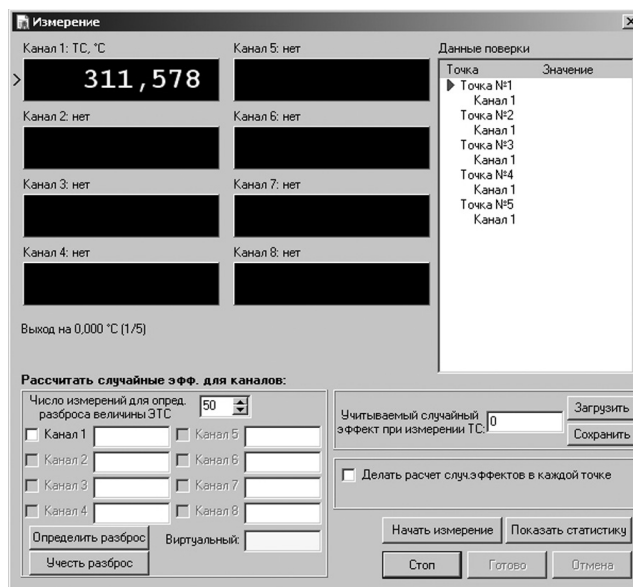 Измерение
Канал 1: ТС, °С
311,578
Канал 2: нет
Канал 3: нет
Канал 4: нет
Канал 5: нет
Канал 6: нет
Канал 7: нет
Канал 8: нет
Выход на 0,000 °С (1/5)
Данные поверки
Точка Значение
Точка №1
Канал 1
Точка №2
Канал 1
Точка №3
Канал 1
Точка №4
Канал 1
Точка №5
Канал 1
Рассчитать случайные эфф. для каналов:
Число измерений для опред.
разброса величины ЭТС
50
Канал 1
Канал 2
Канал 3
Канал 4
Канал 5
Канал 6
Канал 7
Канал 8
Определить разброс
Виртуальный:
Учесть разброс
Учитываемый случайный
эффект при измерении ТС:
0
Загрузить
Сохранить
Делать расчет случ.эффектов в каждой точке
Начать измерение
Показать статистику
Стоп
Готово
Отмена